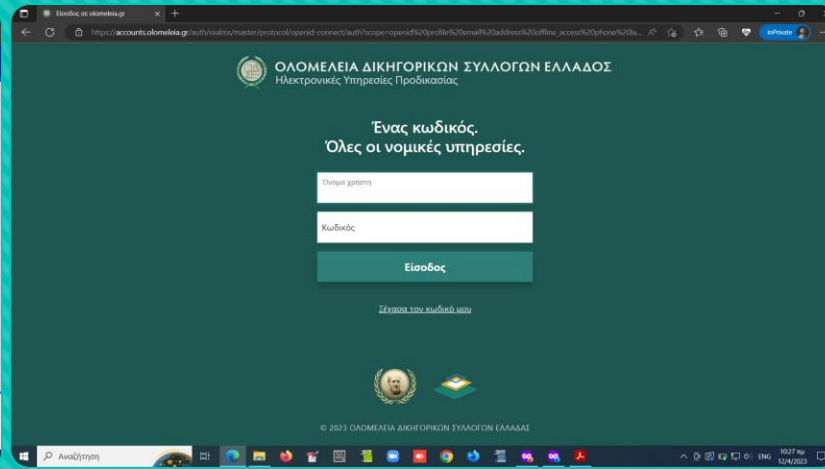 Είσοδος σε olomeleia.gr
https://accounts.olomeleia.gr/auth/realms/master/protocol/openid-connect/auth?scope=openid%20profile%20email%20address%20offline_access%20phone%20la...
InPrivate
ΟΛΟΜΕΛΕΙΑ ΔΙΚΗΓΟΡΙΚΩΝ ΣΥΛΛΟΓΩΝ ΕΛΛΑΔΟΣ
Ηλεκτρονικές Υπηρεσίες Προδικασίας
Ένας κωδικός.
Όλες οι νομικές υπηρεσίες.
Όνομα χρήστη
Κωδικός
Είσοδος
Ξέχασα τον κωδικό μου
© 2023 ΟΛΟΜΕΛΕΙΑ ΔΙΚΗΓΟΡΙΚΩΝ ΣΥΛΛΟΓΩΝ ΕΛΛΑΔΑΣ
Αναζήτηση
ENG
10:27 πμ
12/4/2023